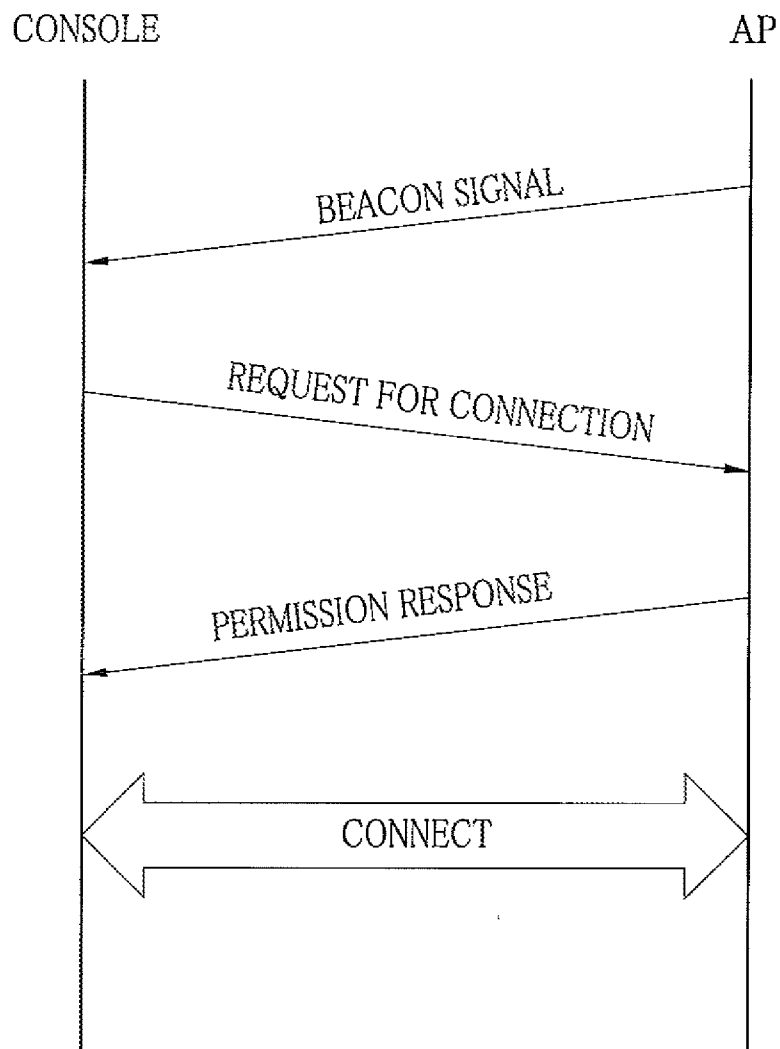 CONSOLE
AP
BEACON SIGNAL
REQUEST FOR CONNECTION
PERMISSION RESPONSE
CONNECT